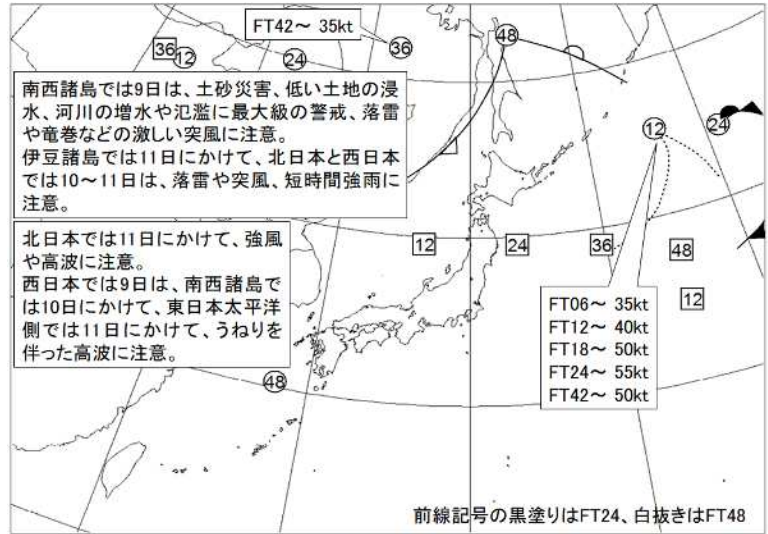 FT42～ 35kt
48
36
36
12
24
南西諸島では9日は、土砂災害、低い土地の浸
水、河川の増水や氾濫に最大級の警戒、落雷
や竜巻などの激しい突風に注意。
伊豆諸島では11日にかけて、北日本と西日本
では10～11日は、落雷や突風、短時間強雨に
注意。
12
24
北日本では11日にかけて、強風
や高波に注意。
西日本では9日は、南西諸島で
は10日にかけて、東日本太平洋
側では11日にかけて、うねりを
伴った高波に注意。
12
24
36
48
12
FT06～ 35kt
FT12～ 40kt
FT18～ 50kt
FT24～ 55kt
FT42～ 50kt
48
前線記号の黒塗りはFT24、白抜きはFT48